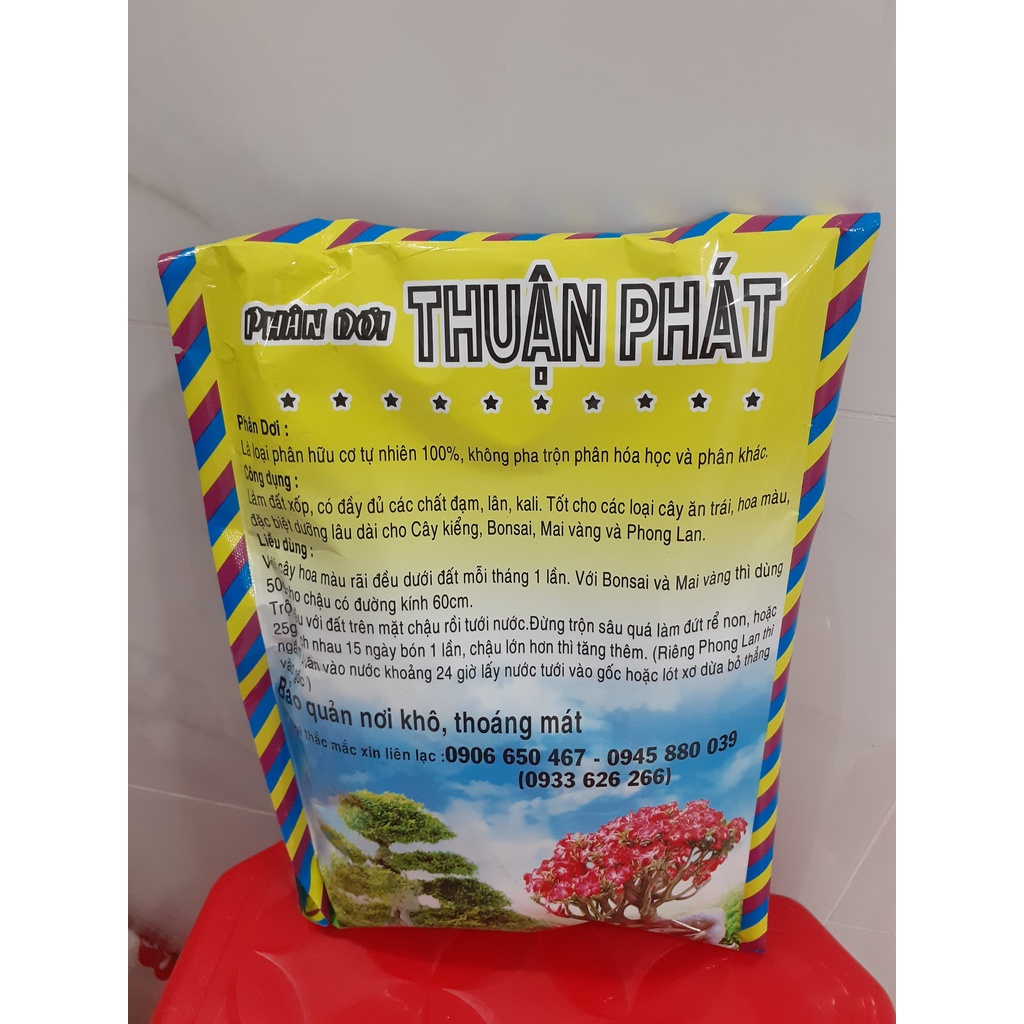 PHÂN DƠI THUẬN PHÁT
Phân Dơi :
Là loại phân hữu cơ tự nhiên 100%, không pha trộn phân hóa học và phân khác.
Công dụng :
Làm đất xốp, có đầy đủ các chất đạm, lân, kali. Tốt cho các loại cây ăn trái, hoa màu,
đặc biệt dưỡng lâu dài cho Cây kiểng, Bonsai, Mai vàng và Phong Lan.
Liều dùng :
cây hoa màu rãi đều dưới đất mỗi tháng 1 lần. Với Bonsai và Mai vàng thì dùng
chậu có đường kính 60cm.
với đất trên mặt chậu rồi tưới nước.Đừng trộn sâu quá làm đứt rể non, hoặc
25g nhau 15 ngày bón 1 lần, chậu lớn hơn thì tăng thêm. (Riêng Phong Lan thì
vào nước khoảng 24 giờ lấy nước tưới vào gốc hoặc lót xơ dừa bỏ thẳng
Bảo quản nơi khô, thoáng mát
thắc mắc xin liên lạc :0906 650 467 - 0945 880 039
(0933 626 266)